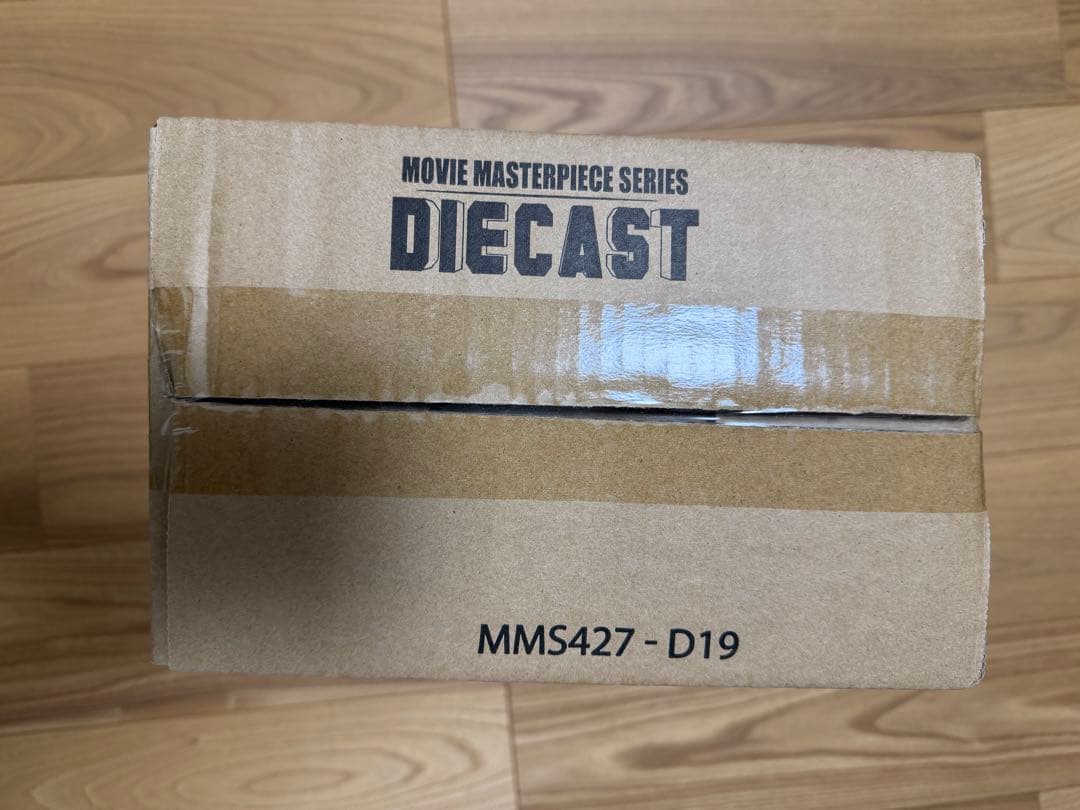 MOVIE MASTERPIECE SERIES
DIECAST
MMS427 - D19